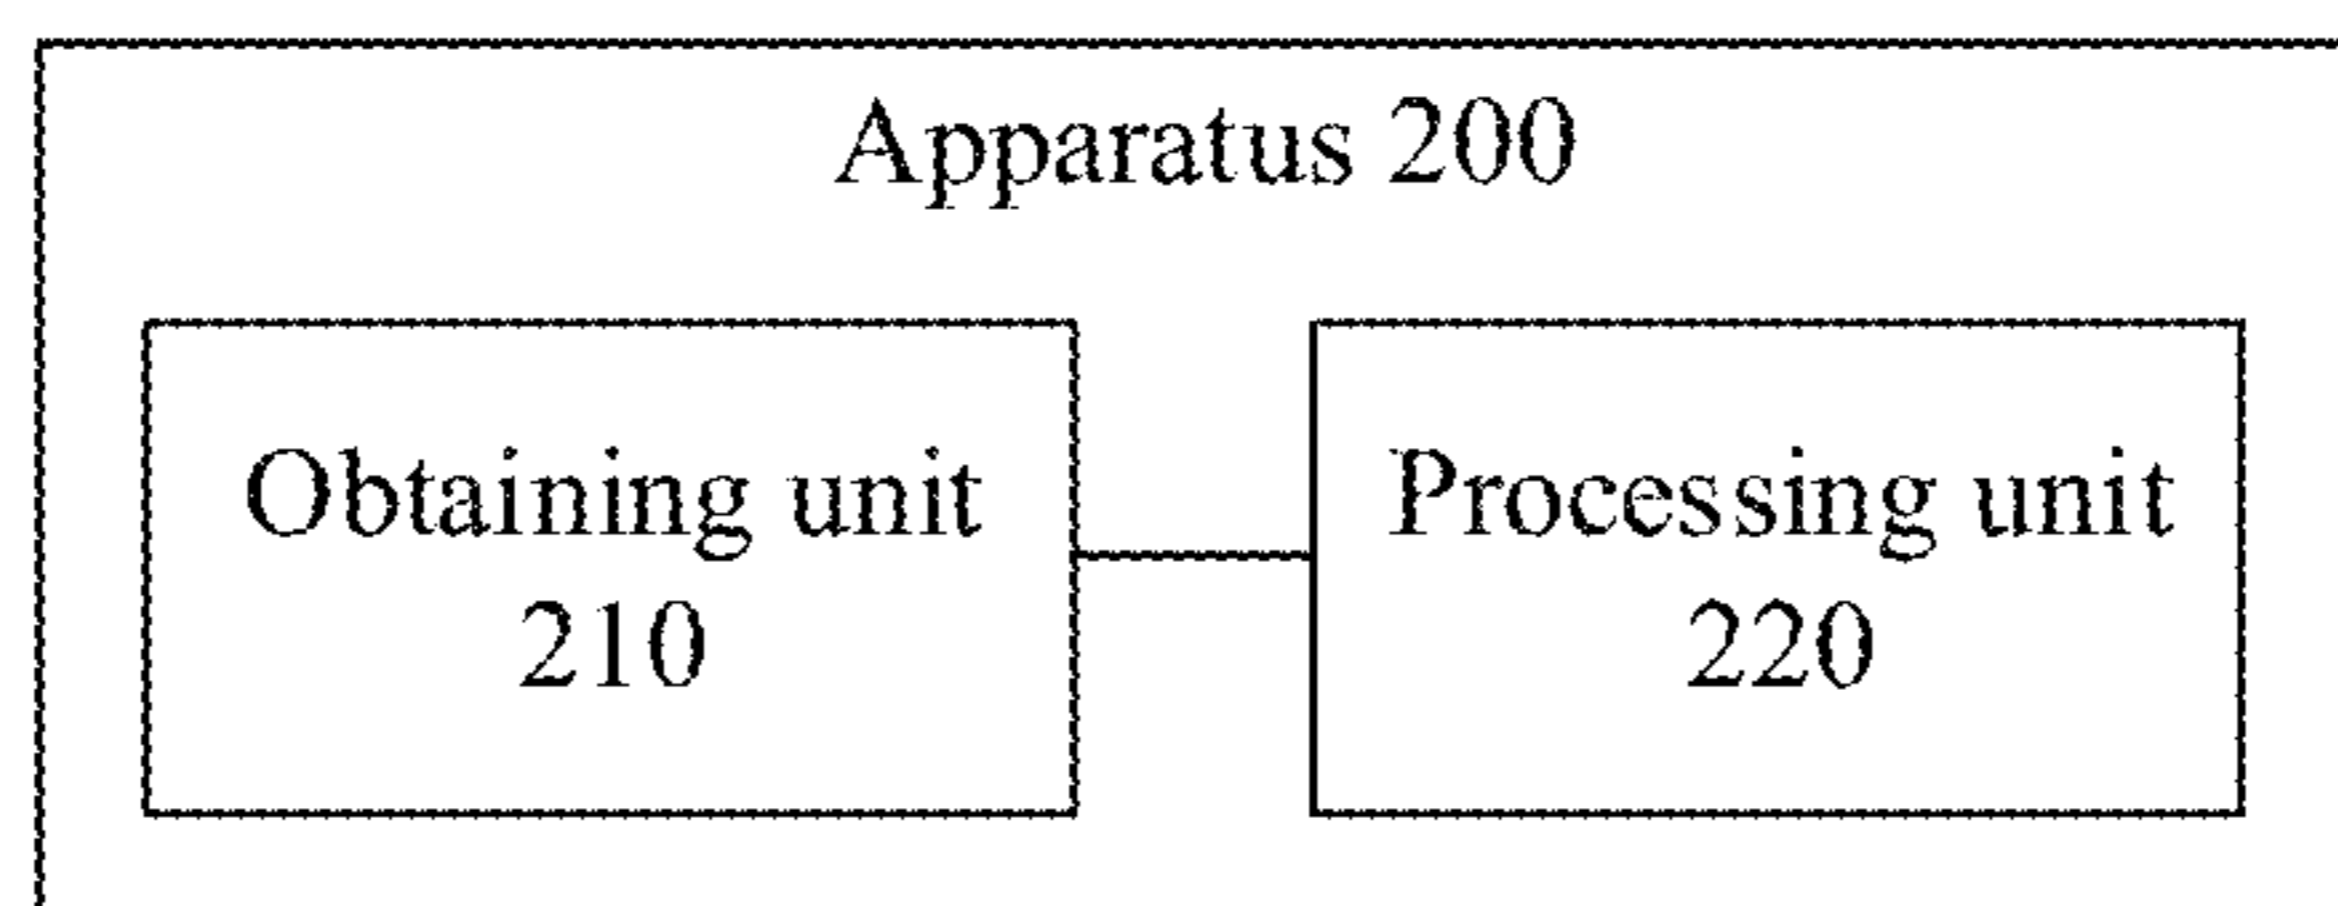 Apparatus 200
Obtaining unit
210
Processing unit
220